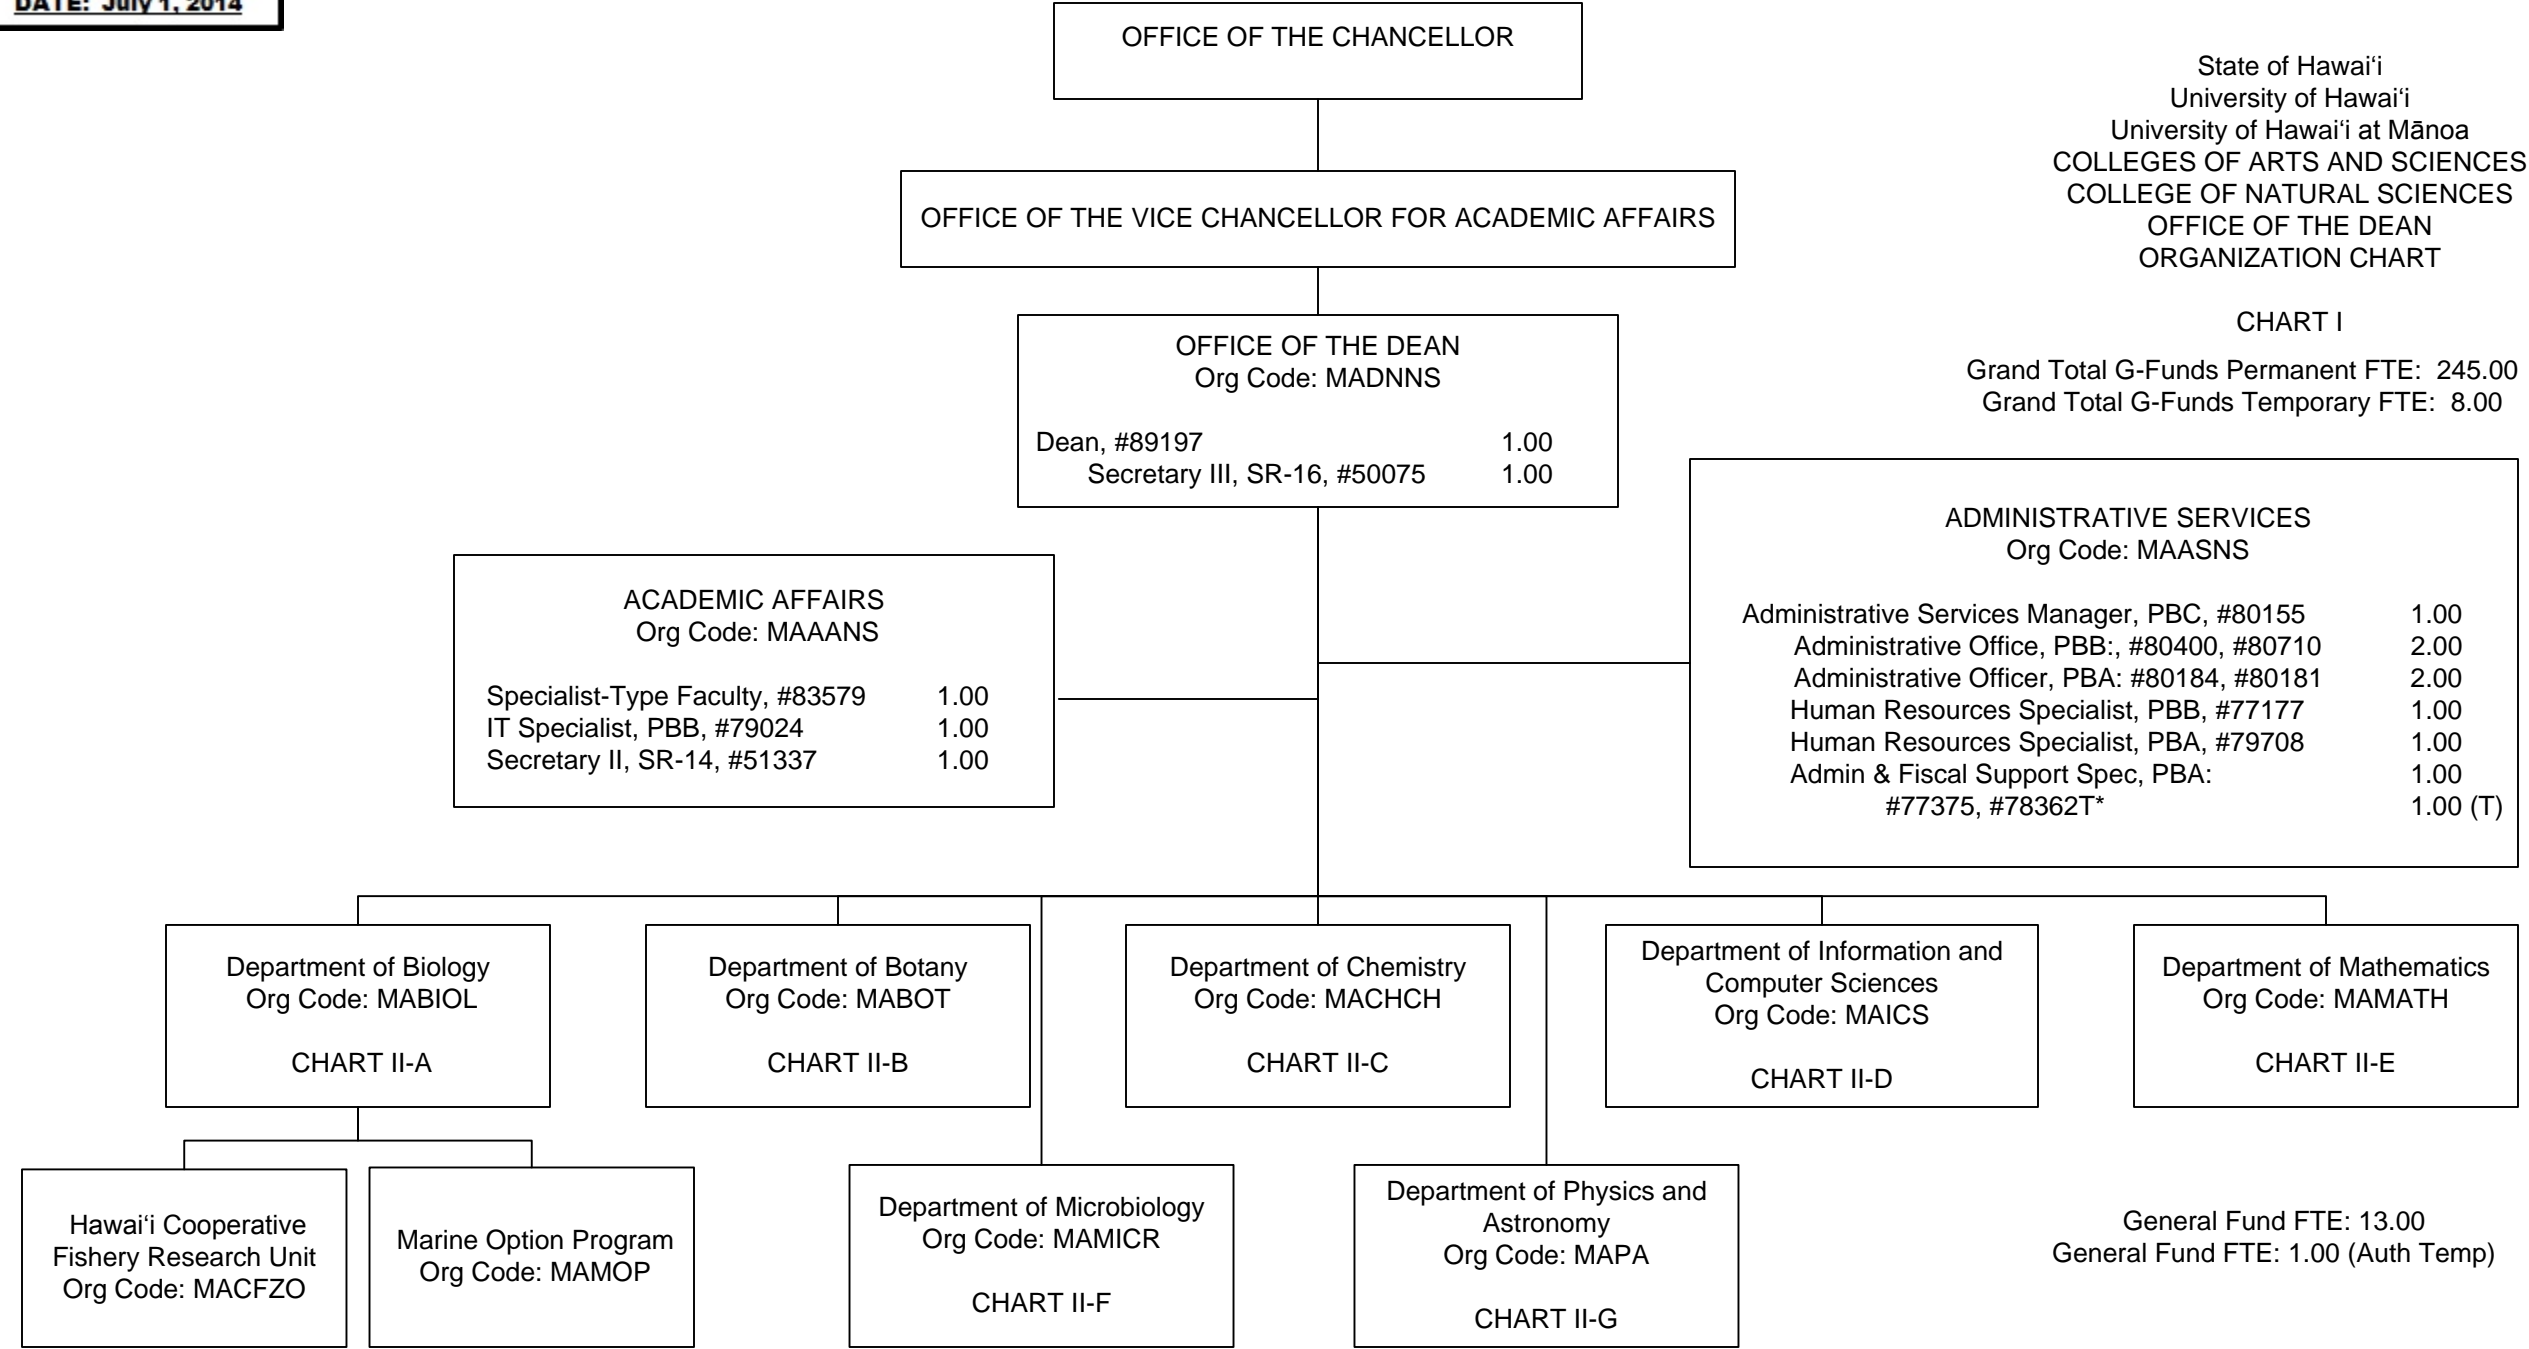 DATE: July 1, 2014
OFFICE OF THE CHANCELLOR
State of Hawaiʻi
University of Hawaiʻi
University of Hawaiʻi at Mānoa
COLLEGES OF ARTS AND SCIENCES
COLLEGE OF NATURAL SCIENCES
OFFICE OF THE DEAN
ORGANIZATION CHART
CHART I
Grand Total G-Funds Permanent FTE: 245.00
Grand Total G-Funds Temporary FTE: 8.00
OFFICE OF THE VICE CHANCELLOR FOR ACADEMIC AFFAIRS
OFFICE OF THE DEAN
Org Code: MADNNS
Dean, #89197 1.00
Secretary III, SR-16, #50075 1.00
ACADEMIC AFFAIRS
Org Code: MAAANS
Specialist-Type Faculty, #83579 1.00
IT Specialist, PBB, #79024 1.00
Secretary II, SR-14, #51337 1.00
ADMINISTRATIVE SERVICES
Org Code: MAASNS
Administrative Services Manager, PBC, #80155 1.00
Administrative Office, PBB:, #80400, #80710 2.00
Administrative Officer, PBA: #80184, #80181 2.00
Human Resources Specialist, PBB, #77177 1.00
Human Resources Specialist, PBA, #79708 1.00
Admin & Fiscal Support Spec, PBA: 1.00
#77375, #78362T* 1.00 (T)
Department of Biology
Org Code: MABIOL
CHART II-A
Department of Botany
Org Code: MABOT
CHART II-B
Department of Chemistry
Org Code: MACHCH
CHART II-C
Department of Information and
Computer Sciences
Org Code: MAICS
CHART II-D
Department of Mathematics
Org Code: MAMATH
CHART II-E
Hawaiʻi Cooperative
Fishery Research Unit
Org Code: MACFZO
Marine Option Program
Org Code: MAMOP
Department of Microbiology
Org Code: MAMICR
CHART II-F
Department of Physics and
Astronomy
Org Code: MAPA
CHART II-G
General Fund FTE: 13.00
General Fund FTE: 1.00 (Auth Temp)